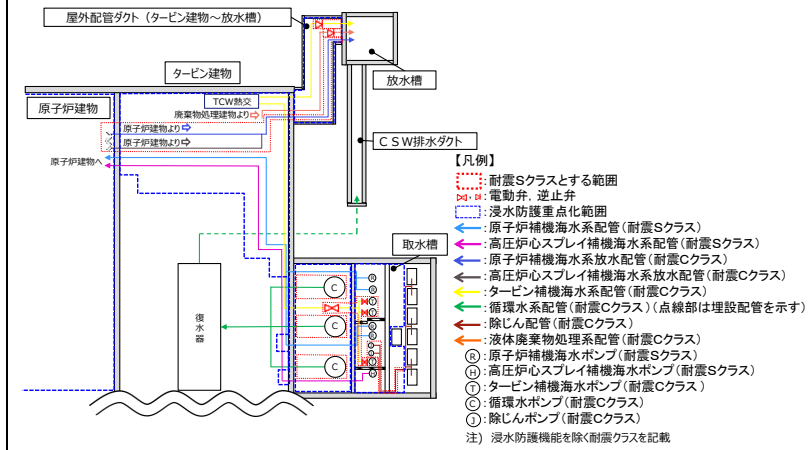 屋外配管ダクト（タービン建物～放水槽）
タービン建物
放水槽
原子炉建物
TCW熱交
廃棄物処理建物より⇨
原子炉建物より⇨
原子炉建物より⇨
原子炉建物へ
ＣＳＷ排水ダクト
取水槽
復水器
C
C
C
R
R
T
T
R
R
T
H
【凡例】
：耐震Sクラスとする範囲
・：電動弁，逆止弁
：浸水防護重点化範囲
：原子炉補機海水系配管（耐震Sクラス）
：高圧炉心スプレイ補機海水系配管（耐震Sクラス）
：原子炉補機海水系放水配管（耐震Cクラス）
：高圧炉心スプレイ補機海水系放水配管（耐震Cクラス）
：タービン補機海水系配管（耐震Cクラス）
：循環水系配管（耐震Cクラス）（点線部は埋設配管を示す）
：除じん配管（耐震Cクラス）
：液体廃棄物処理系配管（耐震Cクラス）
Ⓡ：原子炉補機海水ポンプ（耐震Sクラス）
Ⓗ：高圧炉心スプレイ補機海水ポンプ（耐震Sクラス）
Ⓣ：タービン補機海水ポンプ（耐震Cクラス）
Ⓒ：循環水ポンプ（耐震Cクラス）
Ⓙ：除じんポンプ（耐震Cクラス）
注）浸水防護機能を除く耐震クラスを記載